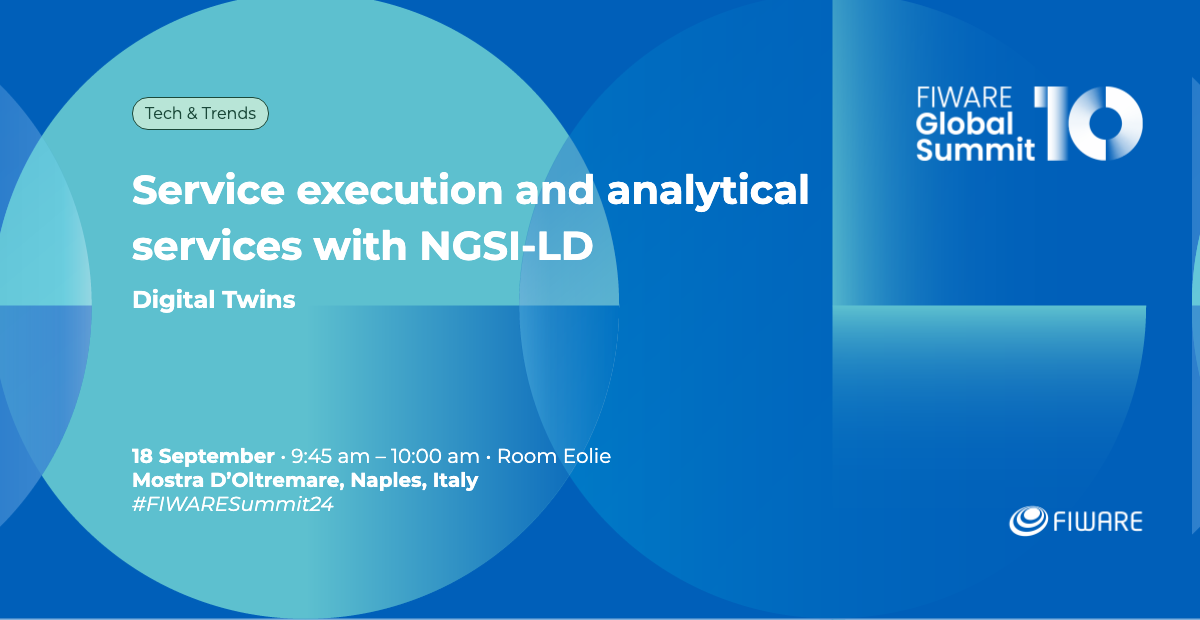 Tech & Trends
FIWARE
Global
Summit 10
Service execution and analytical
services with NGSI-LD
Digital Twins
18 September · 9:45 am – 10:00 am · Room Eolie
Mostra D’Oltremare, Naples, Italy
#FIWARESummit24
FIWARE